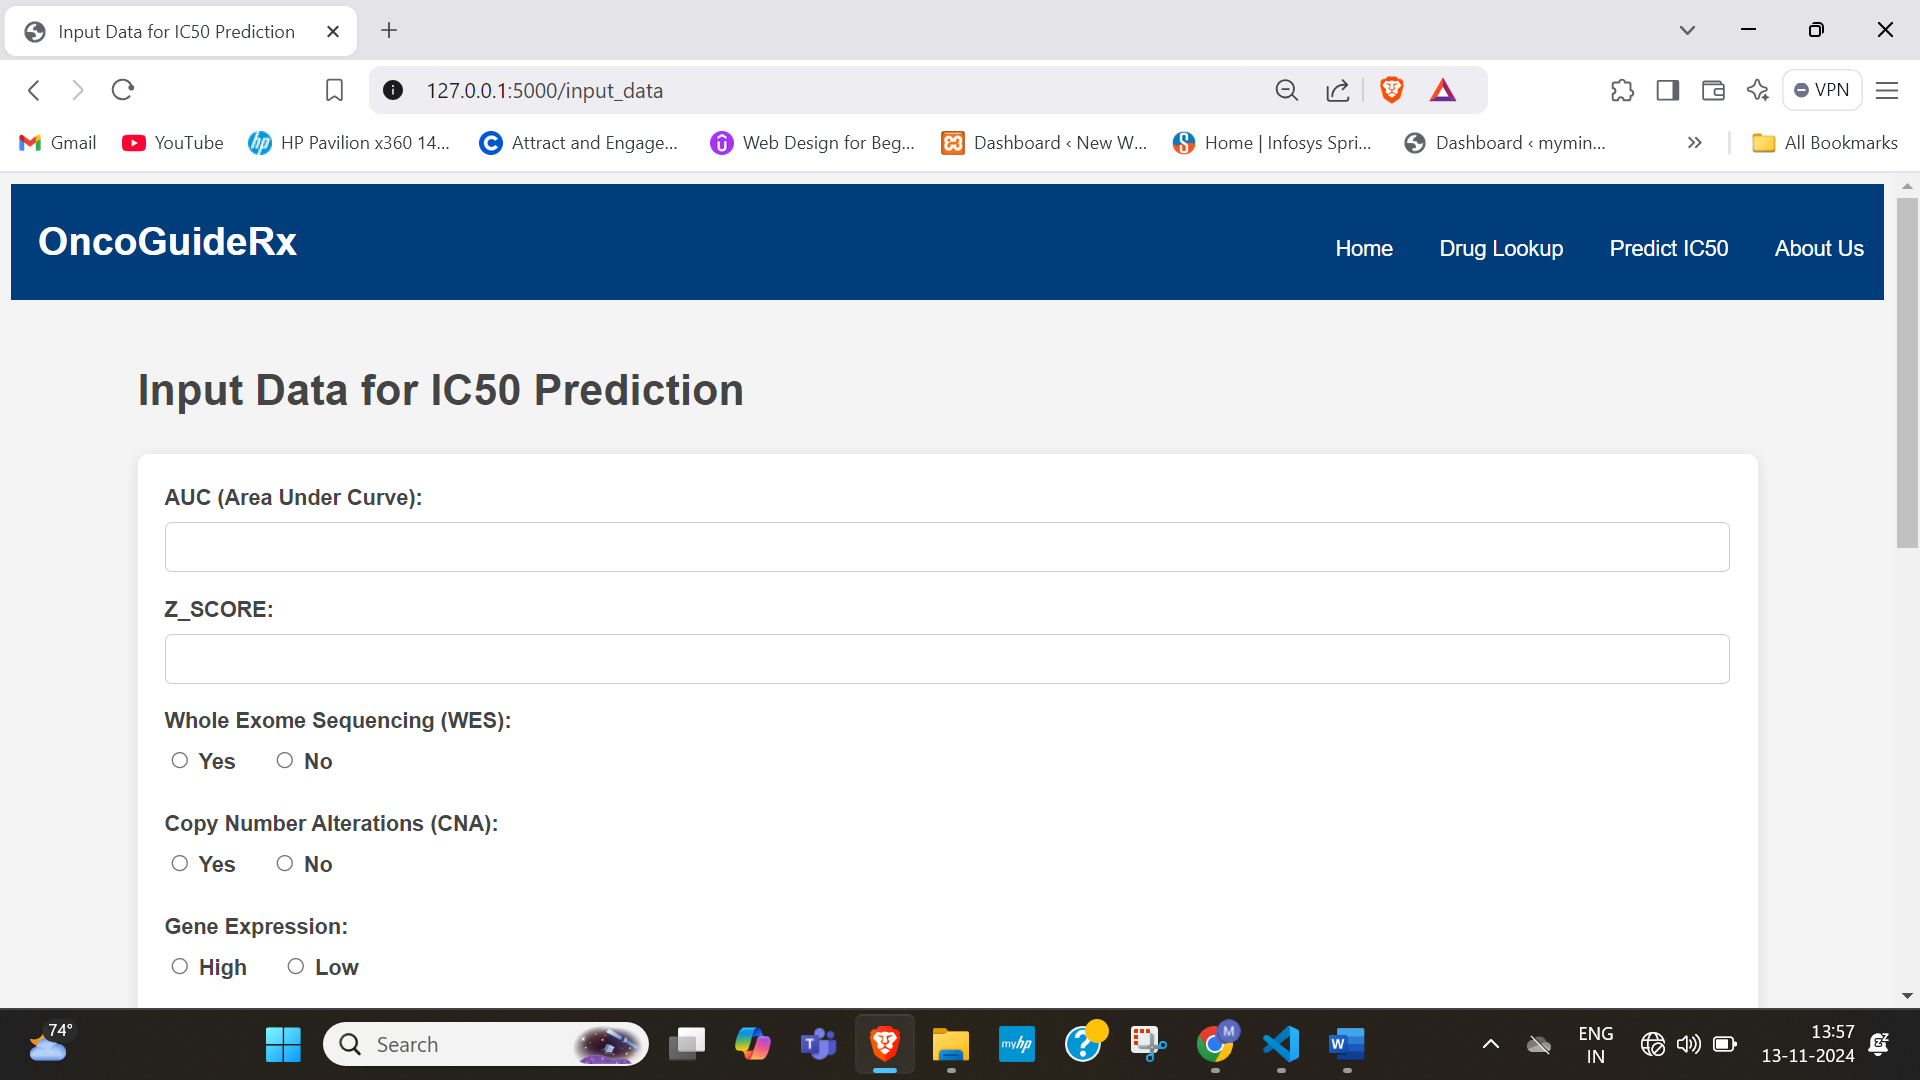 Input Data for IC50 Prediction
127.0.0.1:5000/input_data
VPN
Gmail YouTube HP Pavilion x360 14... Attract and Engage... Web Design for Beg... Dashboard ‹ New W... Home | Infosys Spri... Dashboard ‹ mymin... All Bookmarks
OncoGuideRx
Home Drug Lookup Predict IC50 About Us
Input Data for IC50 Prediction
AUC (Area Under Curve):
Z_SCORE:
Whole Exome Sequencing (WES):
Yes No
Copy Number Alterations (CNA):
Yes No
Gene Expression:
High Low
74°
Search
myhp
M
ENG
IN
13:57
13-11-2024